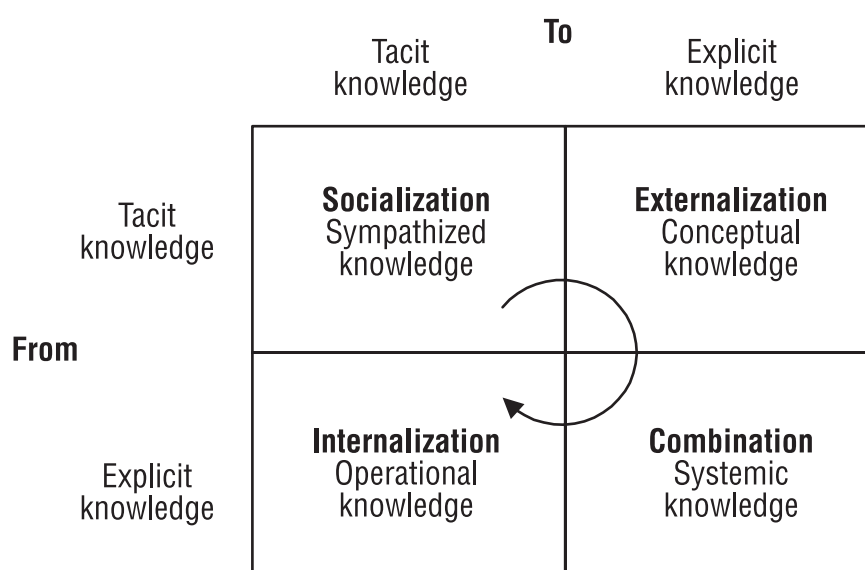 To
Tacit
knowledge
Explicit
knowledge
Tacit
knowledge
Socialization
Sympathized
knowledge
Externalization
Conceptual
knowledge
From
Explicit
knowledge
Internalization
Operational
knowledge
Combination
Systemic
knowledge